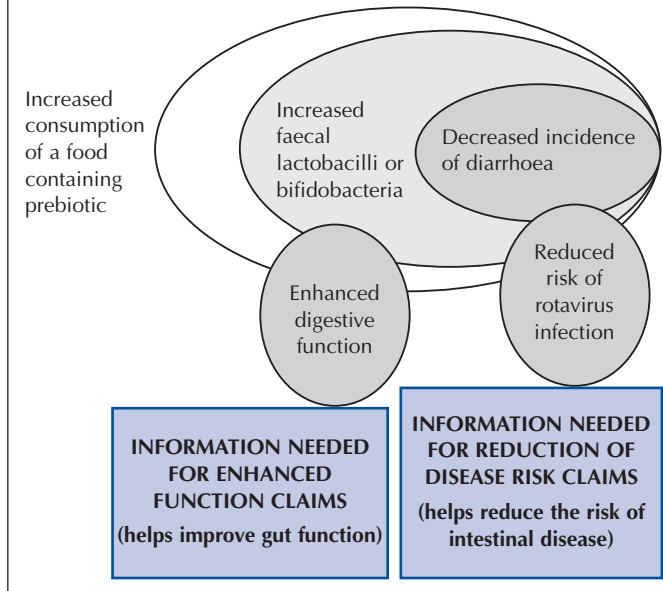 Increased
consumption
of a food
containing
prebiotic
Increased
faecal
lactobacilli or
bifidobacteria
Decreased incidence
of diarrhoea
Enhanced
digestive
function
Reduced
risk of
rotavirus
infection
INFORMATION NEEDED
FOR ENHANCED
FUNCTION CLAIMS
(helps improve gut function)
INFORMATION NEEDED
FOR REDUCTION OF
DISEASE RISK CLAIMS
(helps reduce the risk of
intestinal disease)